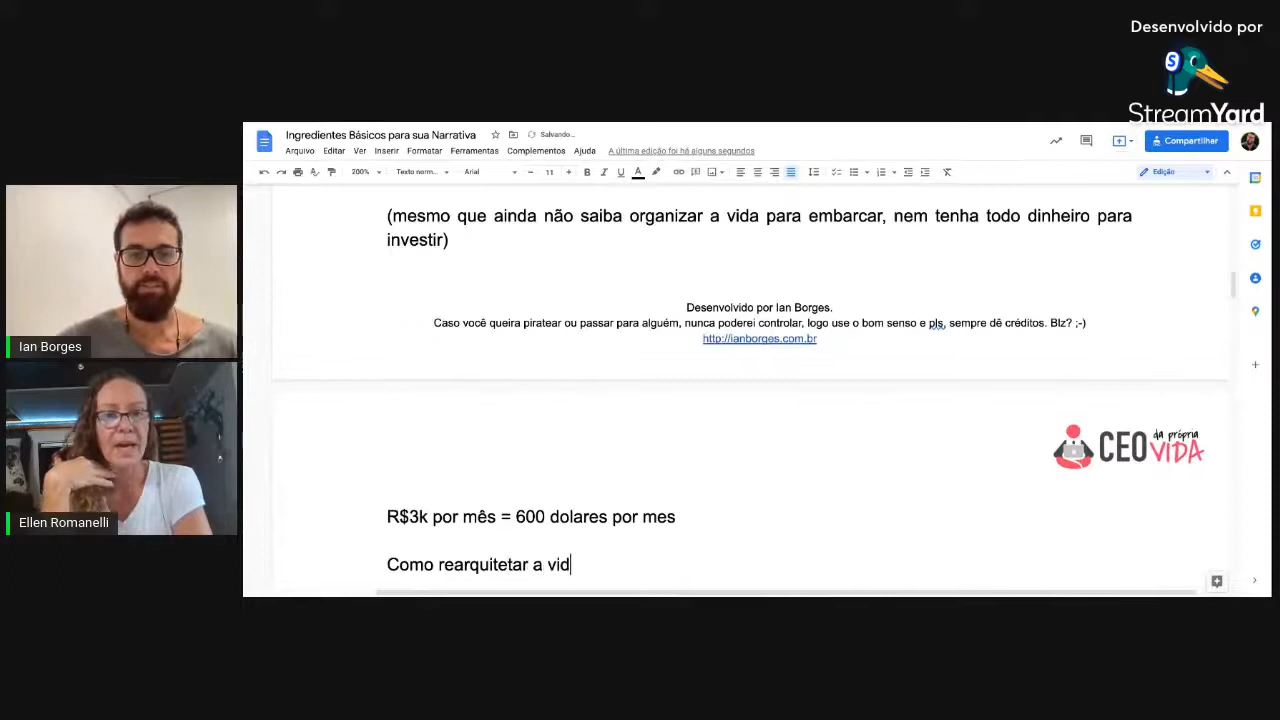 Desenvolvido por
StreamYard
Ingredientes Básicos para sua Narrativa
Salvando...
Arquivo Editar Ver Inserir Formatar Ferramentas Complementos Ajuda A última edição foi há alguns segundos
Compartilhar
200% Texto norm... Arial 11 Edição
(mesmo que ainda não saiba organizar a vida para embarcar, nem tenha todo dinheiro para
investir)
Desenvolvido por Ian Borges.
Caso você queira piratear ou passar para alguém, nunca poderei controlar, logo use o bom senso e pls, sempre dê créditos. Blz? ;-)
http://ianborges.com.br
Ian Borges
CEO da própria VIDA
R$3k por mês = 600 dolares por mes
Ellen Romanelli
Como rearquitetar a vid